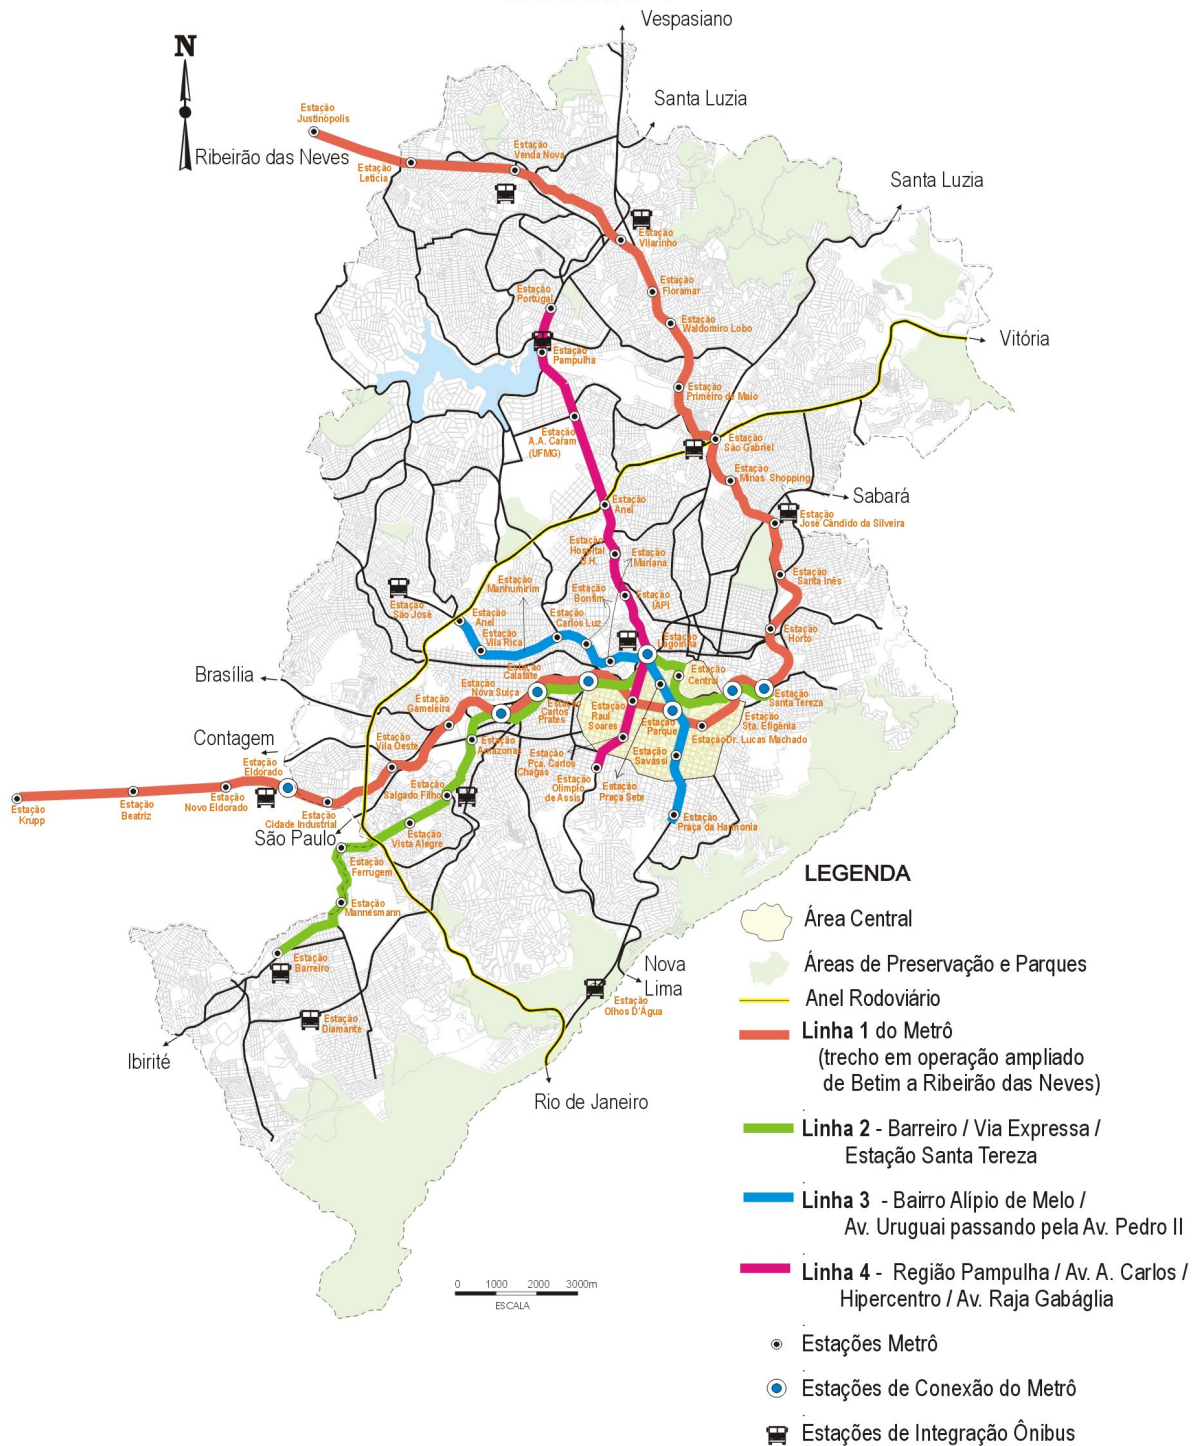 Vespasiano
N
Santa Luzia
Estação
Justinópolis
Ribeirão das Neves
Estação
Venda Nova
Estação
Letícia
Santa Luzia
Estação
Vilarinho
Estação
Floramar
Estação
Portugal
Estação
Waldomiro Lobo
Vitória
Estação
Pampulha
Estação
Primeiro de Maio
Estação
A.A. Caram
(UFMG)
Estação
São Gabriel
Estação
Minas Shopping
Sabará
Estação
Anel
Estação
José Cândido da Silveira
Estação
Hospital
B.H.
Estação
Mariana
Estação
Santa Inês
Estação
Manhumirim
Estação
Bonfim
Estação
IAPI
Estação
São José
Estação
Anel
Estação
Carlos Luz
Estação
Vila Rica
Estação
Lagoinha
Estação
Horto
Brasília
Estação
Calafate
Estação
Central
Estação
Nova Suíça
Estação
Santa Tereza
Estação
Gameleira
Estação
Carlos
Prates
Estação
Raul
Soares
Estação
Parque
Estação
Sta. Efigênia
Contagem
Estação
Vila Oeste
Estação
Amazonas
Estação Dr. Lucas Machado
Estação
Pça. Carlos
Chagas
Estação
Savassi
Estação
Eldorado
Estação
Olímpio
de Assis
Estação
Praça Sete
Estação
Salgado Filho
Estação
Krupp
Estação
Beatriz
Estação
Novo Eldorado
Estação
Cidade Industrial
Estação
Praça da Harmonia
São Paulo
Estação
Vista Alegre
Estação
Ferrugem
LEGENDA
Estação
Mannesmann
Área Central
Estação
Barreiro
Nova
Lima
Áreas de Preservação e Parques
Anel Rodoviário
Estação
Olhos D'Água
Estação
Diamante
Linha 1 do Metrô
(trecho em operação ampliado
de Betim a Ribeirão das Neves)
Ibirité
Rio de Janeiro
Linha 2 - Barreiro / Via Expressa /
Estação Santa Tereza
Linha 3 - Bairro Alípio de Melo /
Av. Uruguai passando pela Av. Pedro II
Linha 4 - Região Pampulha / Av. A. Carlos /
Hipercentro / Av. Raja Gabáglia
0 1000 2000 3000m
ESCALA
Estações Metrô
Estações de Conexão do Metrô
Estações de Integração Ônibus